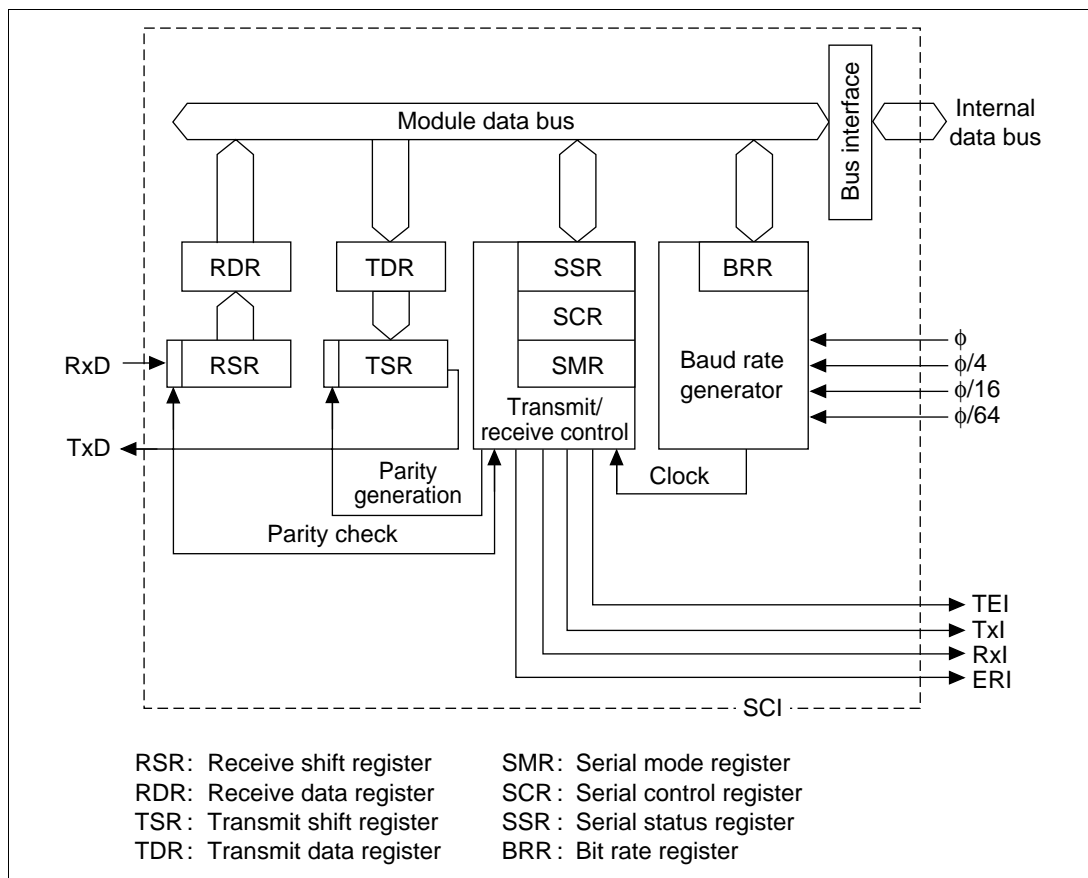 Module data bus
Bus interface
Internal
data bus
RDR
TDR
SSR
BRR
SCR
RxD
RSR
TSR
SMR
Baud rate
generator
ϕ
ϕ/4
ϕ/16
ϕ/64
Transmit/
receive control
TxD
Parity
generation
Clock
Parity check
TEI
TxI
RxI
ERI
SCI
RSR: Receive shift register
RDR: Receive data register
TSR: Transmit shift register
TDR: Transmit data register
SMR: Serial mode register
SCR: Serial control register
SSR: Serial status register
BRR: Bit rate register